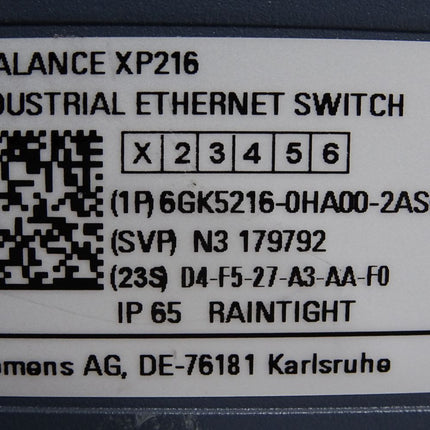 ALANCE XP216
DUSTRIAL ETHERNET SWITCH
X 2 3 4 5 6
(1P) 6GK5216-0HA00-2AS
(SVP) N3 179792
(23S) D4-F5-27-A3-AA-F0
IP 65 RAINTIGHT
emens AG, DE-76181 Karlsruhe